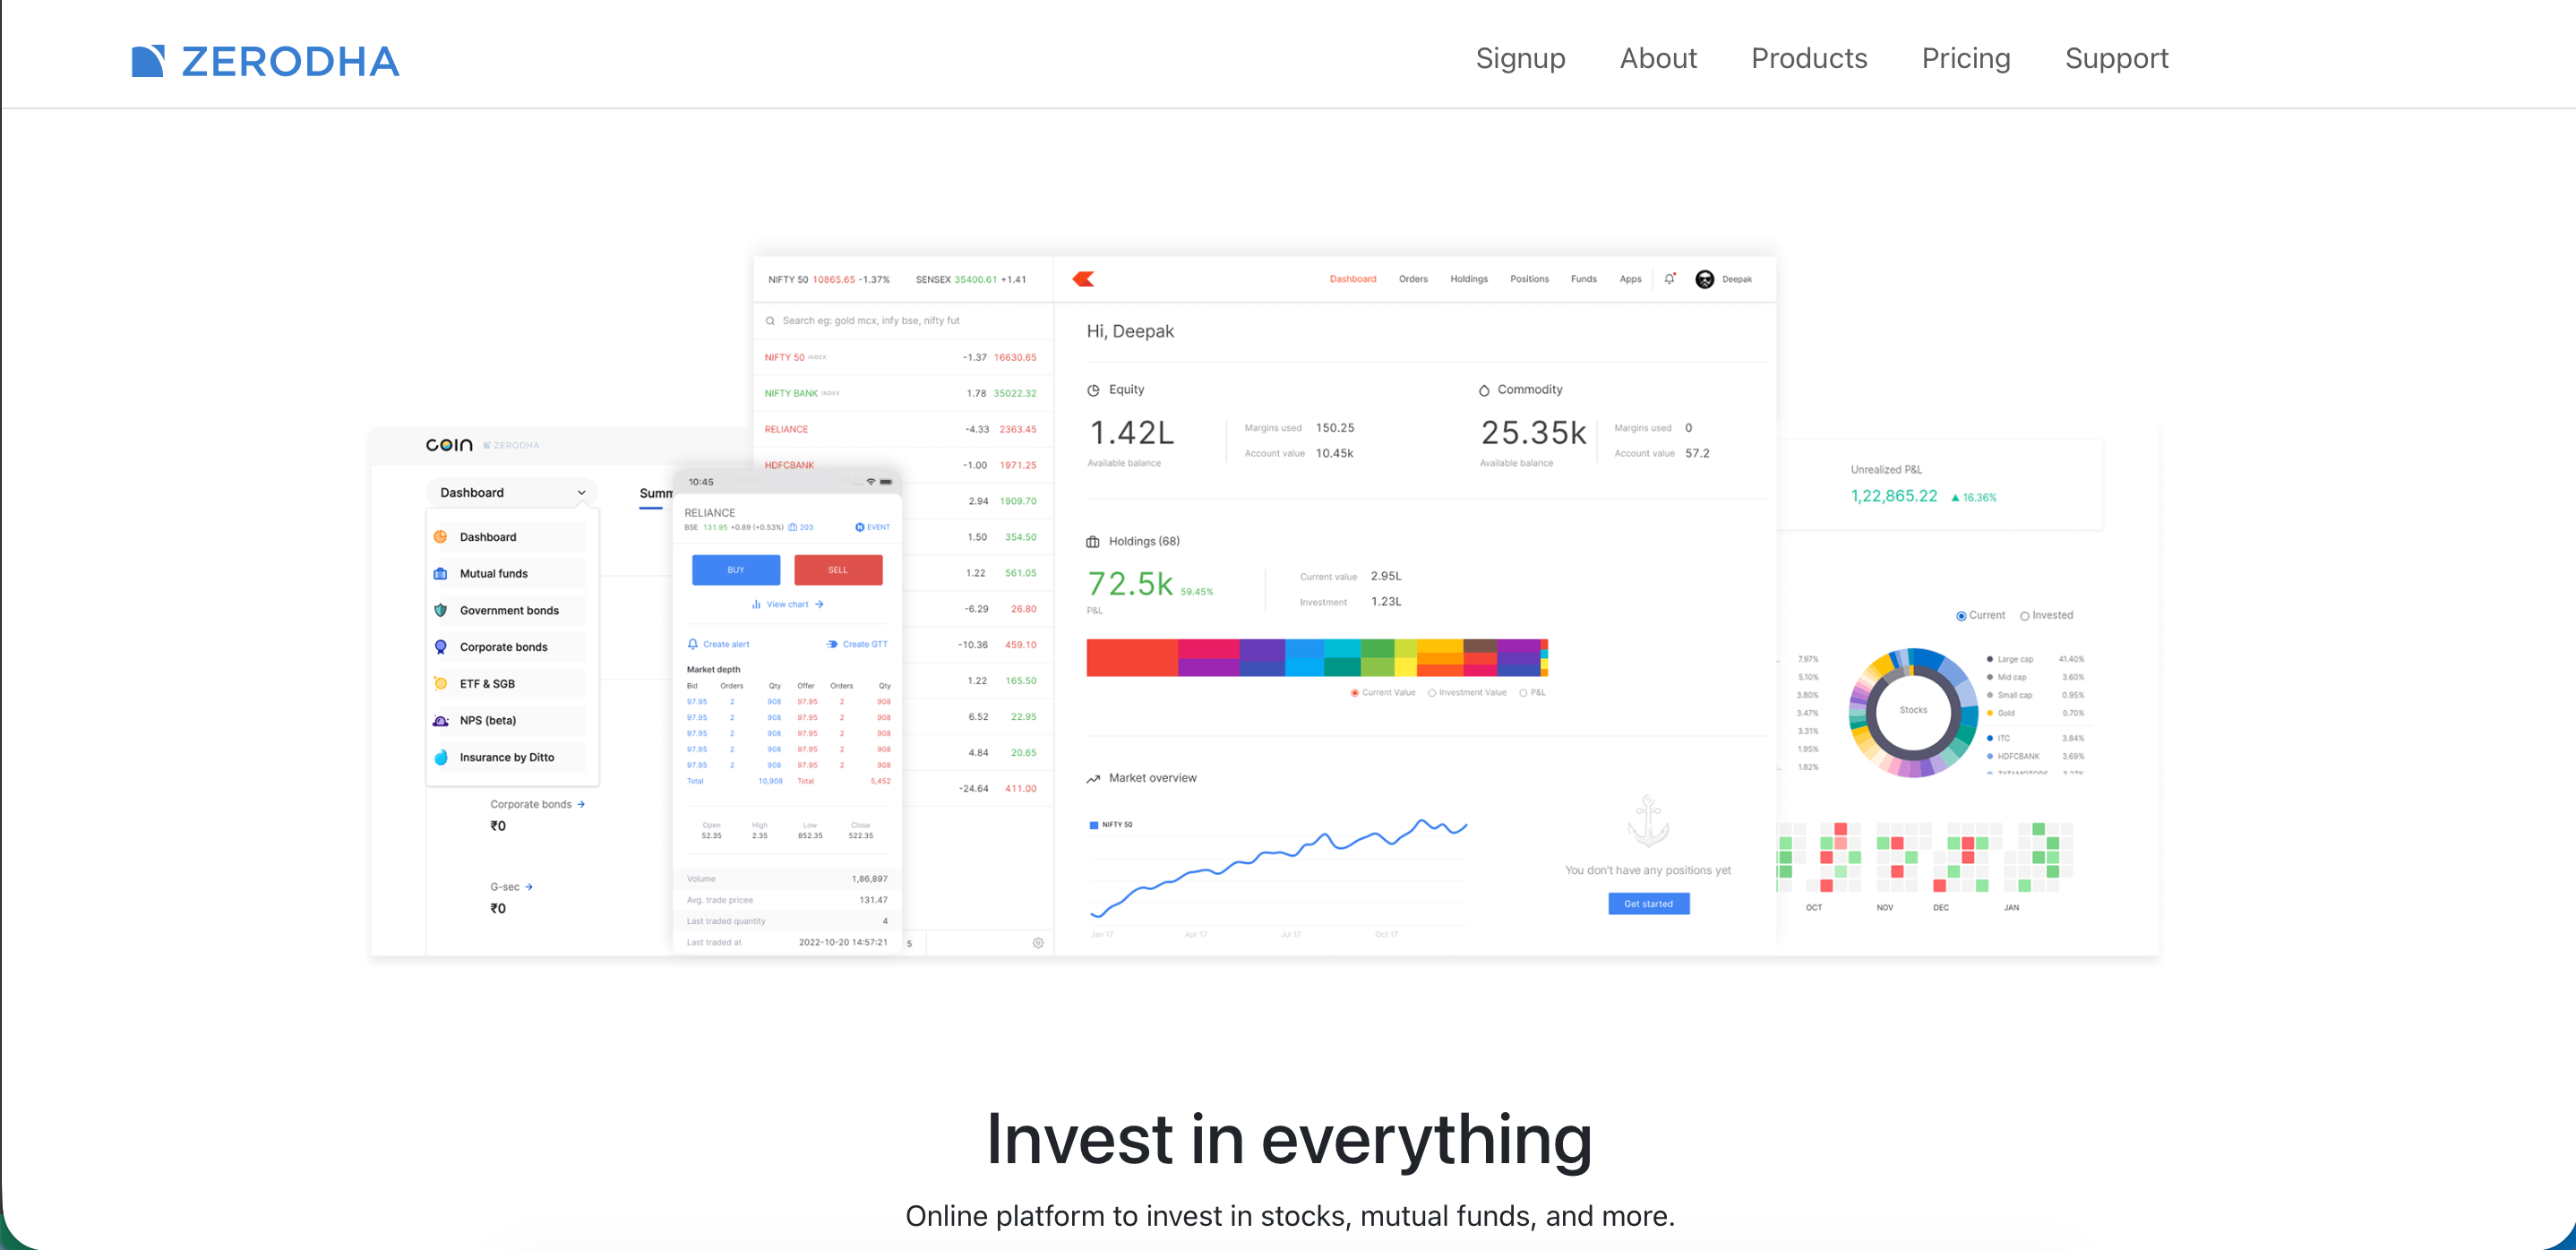 ZERODHA
Signup About Products Pricing Support
NIFTY 50 10865.65 -1.37% SENSEX 35400.61 +1.41
Dashboard Orders Holdings Positions Funds Apps Deepak
Search eg: gold mcx, infy bse, nifty fut
NIFTY 50 INDEX -1.37 16630.65
NIFTY BANK INDEX 1.78 35022.32
RELIANCE -4.33 2363.45
HDFCBANK -1.00 1971.25
2.94 1909.70
1.50 354.50
1.22 561.05
-6.29 26.80
-10.36 459.10
1.22 165.50
6.52 22.95
4.84 20.65
-24.64 411.00
5
Hi, Deepak
Equity
1.42L
Available balance
Margins used 150.25
Account value 10.45k
Commodity
25.35k
Available balance
Margins used 0
Account value 57.2
Holdings (68)
72.5k 59.45%
P&L
Current value 2.95L
Investment 1.23L
Current Value Investment Value P&L
Market overview
NIFTY 50
Jan 17 Apr 17 Jul 17 Oct 17
You don't have any positions yet
Get started
coin ZERODHA
Dashboard
Summ
Dashboard
Mutual funds
Government bonds
Corporate bonds
ETF & SGB
NPS (beta)
Insurance by Ditto
Corporate bonds →
₹0
G-sec →
₹0
10:45
RELIANCE
BSE 131.95 +0.89 (+0.53%) 203 EVENT
BUY SELL
View chart →
Create alert Create GTT
Market depth
Bid Orders Qty Offer Orders Qty
97.95 2 908 97.95 2 908
97.95 2 908 97.95 2 908
97.95 2 908 97.95 2 908
97.95 2 908 97.95 2 908
97.95 2 908 97.95 2 908
Total 10,908 Total 5,452
Open High Low Close
52.35 2.35 852.35 522.35
Volume 1,86,897
Avg. trade pricee 131.47
Last traded quantity 4
Last traded at 2022-10-20 14:57:21
Unrealized P&L
1,22,865.22 ▲ 16.36%
Current Invested
7.97%
5.10%
3.80%
3.47%
3.31%
1.95%
1.82%
Stocks
Large cap 41.40%
Mid cap 3.60%
Small cap 0.95%
Gold 0.70%
ITC 3.84%
HDFCBANK 3.69%
OCT NOV DEC JAN
Invest in everything
Online platform to invest in stocks, mutual funds, and more.